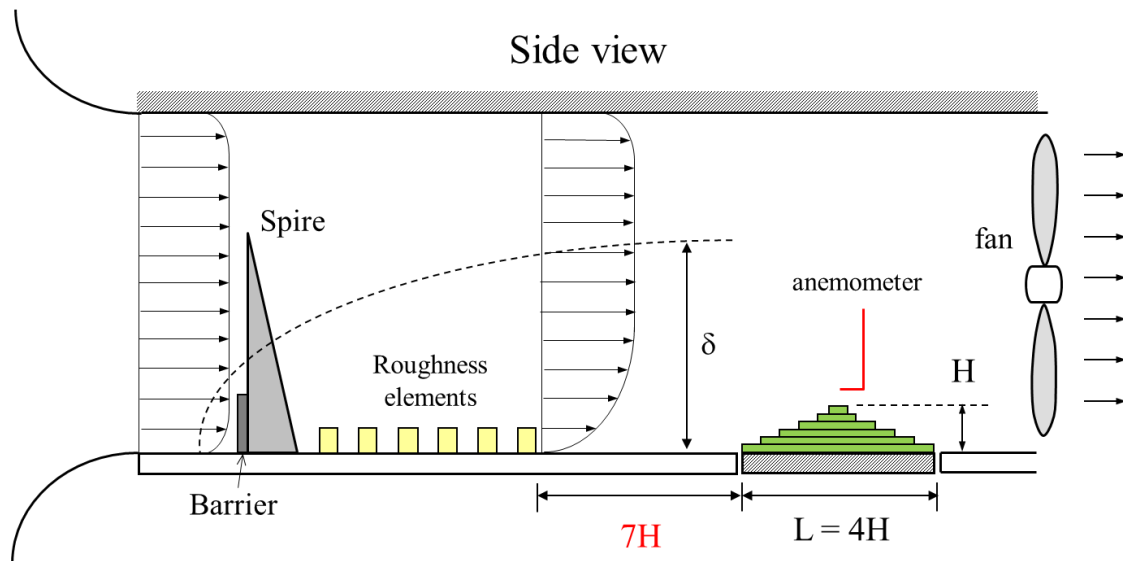 Side view
Spire
fan
anemometer
δ
Roughness
elements
H
Barrier
7H
L = 4H